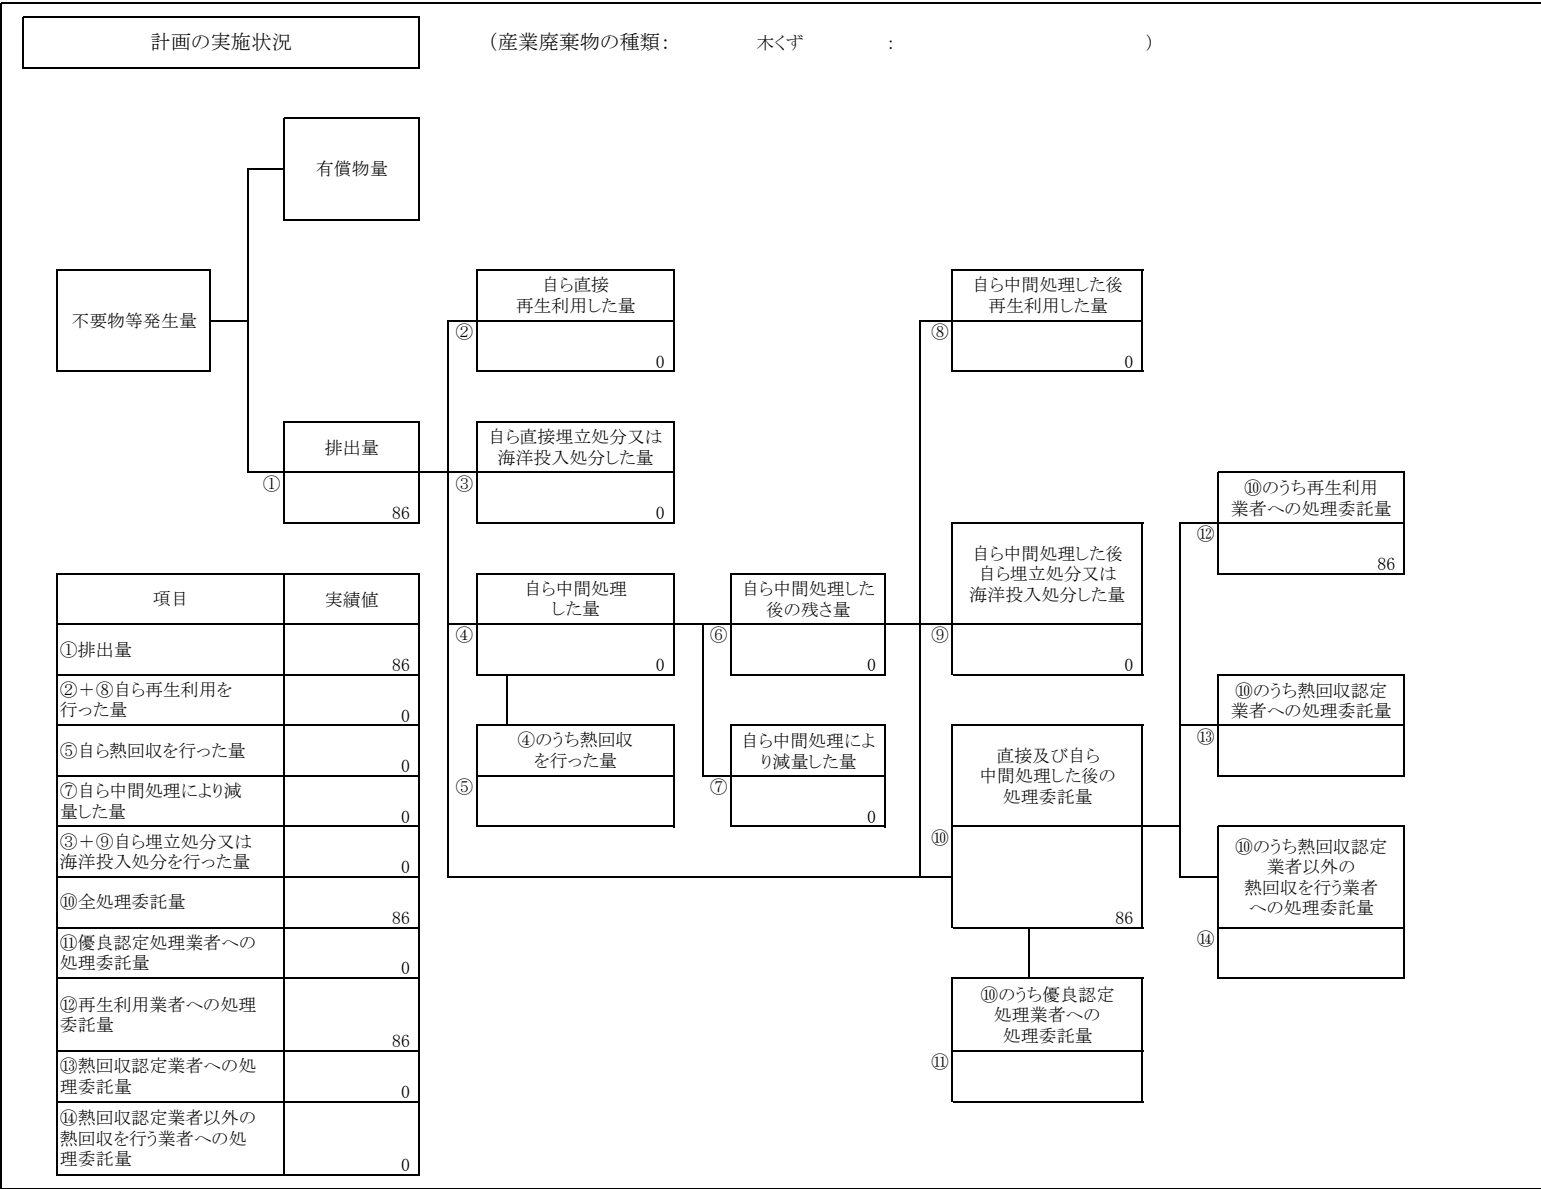 計画の実施状況
（産業廃棄物の種類： 木くず ： ）
有償物量
不要物等発生量
自ら直接
再生利用した量
②
0
自ら中間処理した後
再生利用した量
⑧
0
排出量
①
86
自ら直接埋立処分又は
海洋投入処分した量
③
0
⑩のうち再生利用
業者への処理委託量
⑫
86
自ら中間処理した後
自ら埋立処分又は
海洋投入処分した量
⑨
0
自ら中間処理
した量
④
0
自ら中間処理した
後の残さ量
⑥
0
⑩のうち熱回収認定
業者への処理委託量
⑬
④のうち熱回収
を行った量
⑤
自ら中間処理によ
り減量した量
⑦
0
直接及び自ら
中間処理した後の
処理委託量
⑩
86
⑩のうち熱回収認定
業者以外の
熱回収を行う業者
への処理委託量
⑭
⑩のうち優良認定
処理業者への
処理委託量
⑪
項目 実績値
①排出量
86
②＋⑧自ら再生利用を
行った量
0
⑤自ら熱回収を行った量
0
⑦自ら中間処理により減
量した量
0
③＋⑨自ら埋立処分又は
海洋投入処分を行った量
0
⑩全処理委託量
86
⑪優良認定処理業者への
処理委託量
0
⑫再生利用業者への処理
委託量
86
⑬熱回収認定業者への処
理委託量
0
⑭熱回収認定業者以外の
熱回収を行う業者への処
理委託量
0